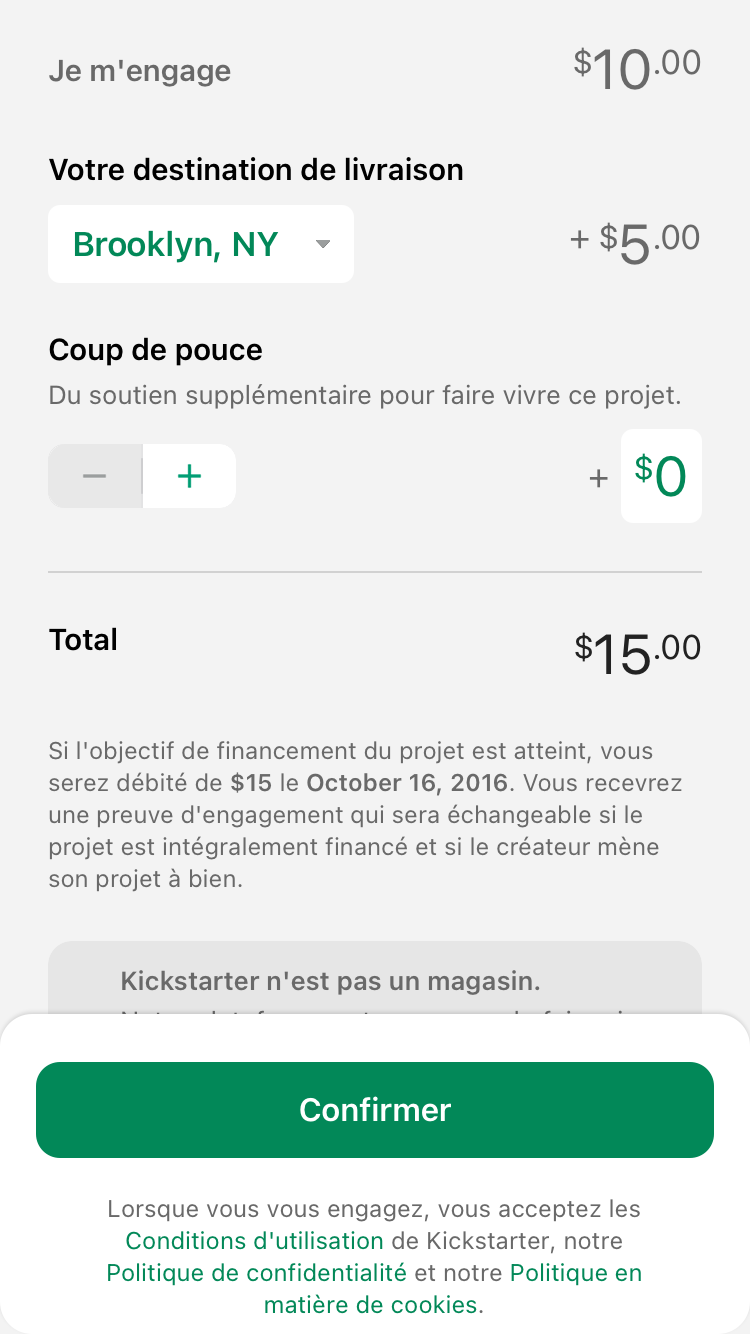 Je m'engage $10.00
Votre destination de livraison
Brooklyn, NY + $5.00
Coup de pouce
Du soutien supplémentaire pour faire vivre ce projet.
− + + $0
Total $15.00
Si l'objectif de financement du projet est atteint, vous
serez débité de $15 le October 16, 2016. Vous recevrez
une preuve d'engagement qui sera échangeable si le
projet est intégralement financé et si le créateur mène
son projet à bien.
Kickstarter n'est pas un magasin.
Confirmer
Lorsque vous vous engagez, vous acceptez les
Conditions d'utilisation de Kickstarter, notre
Politique de confidentialité et notre Politique en
matière de cookies.